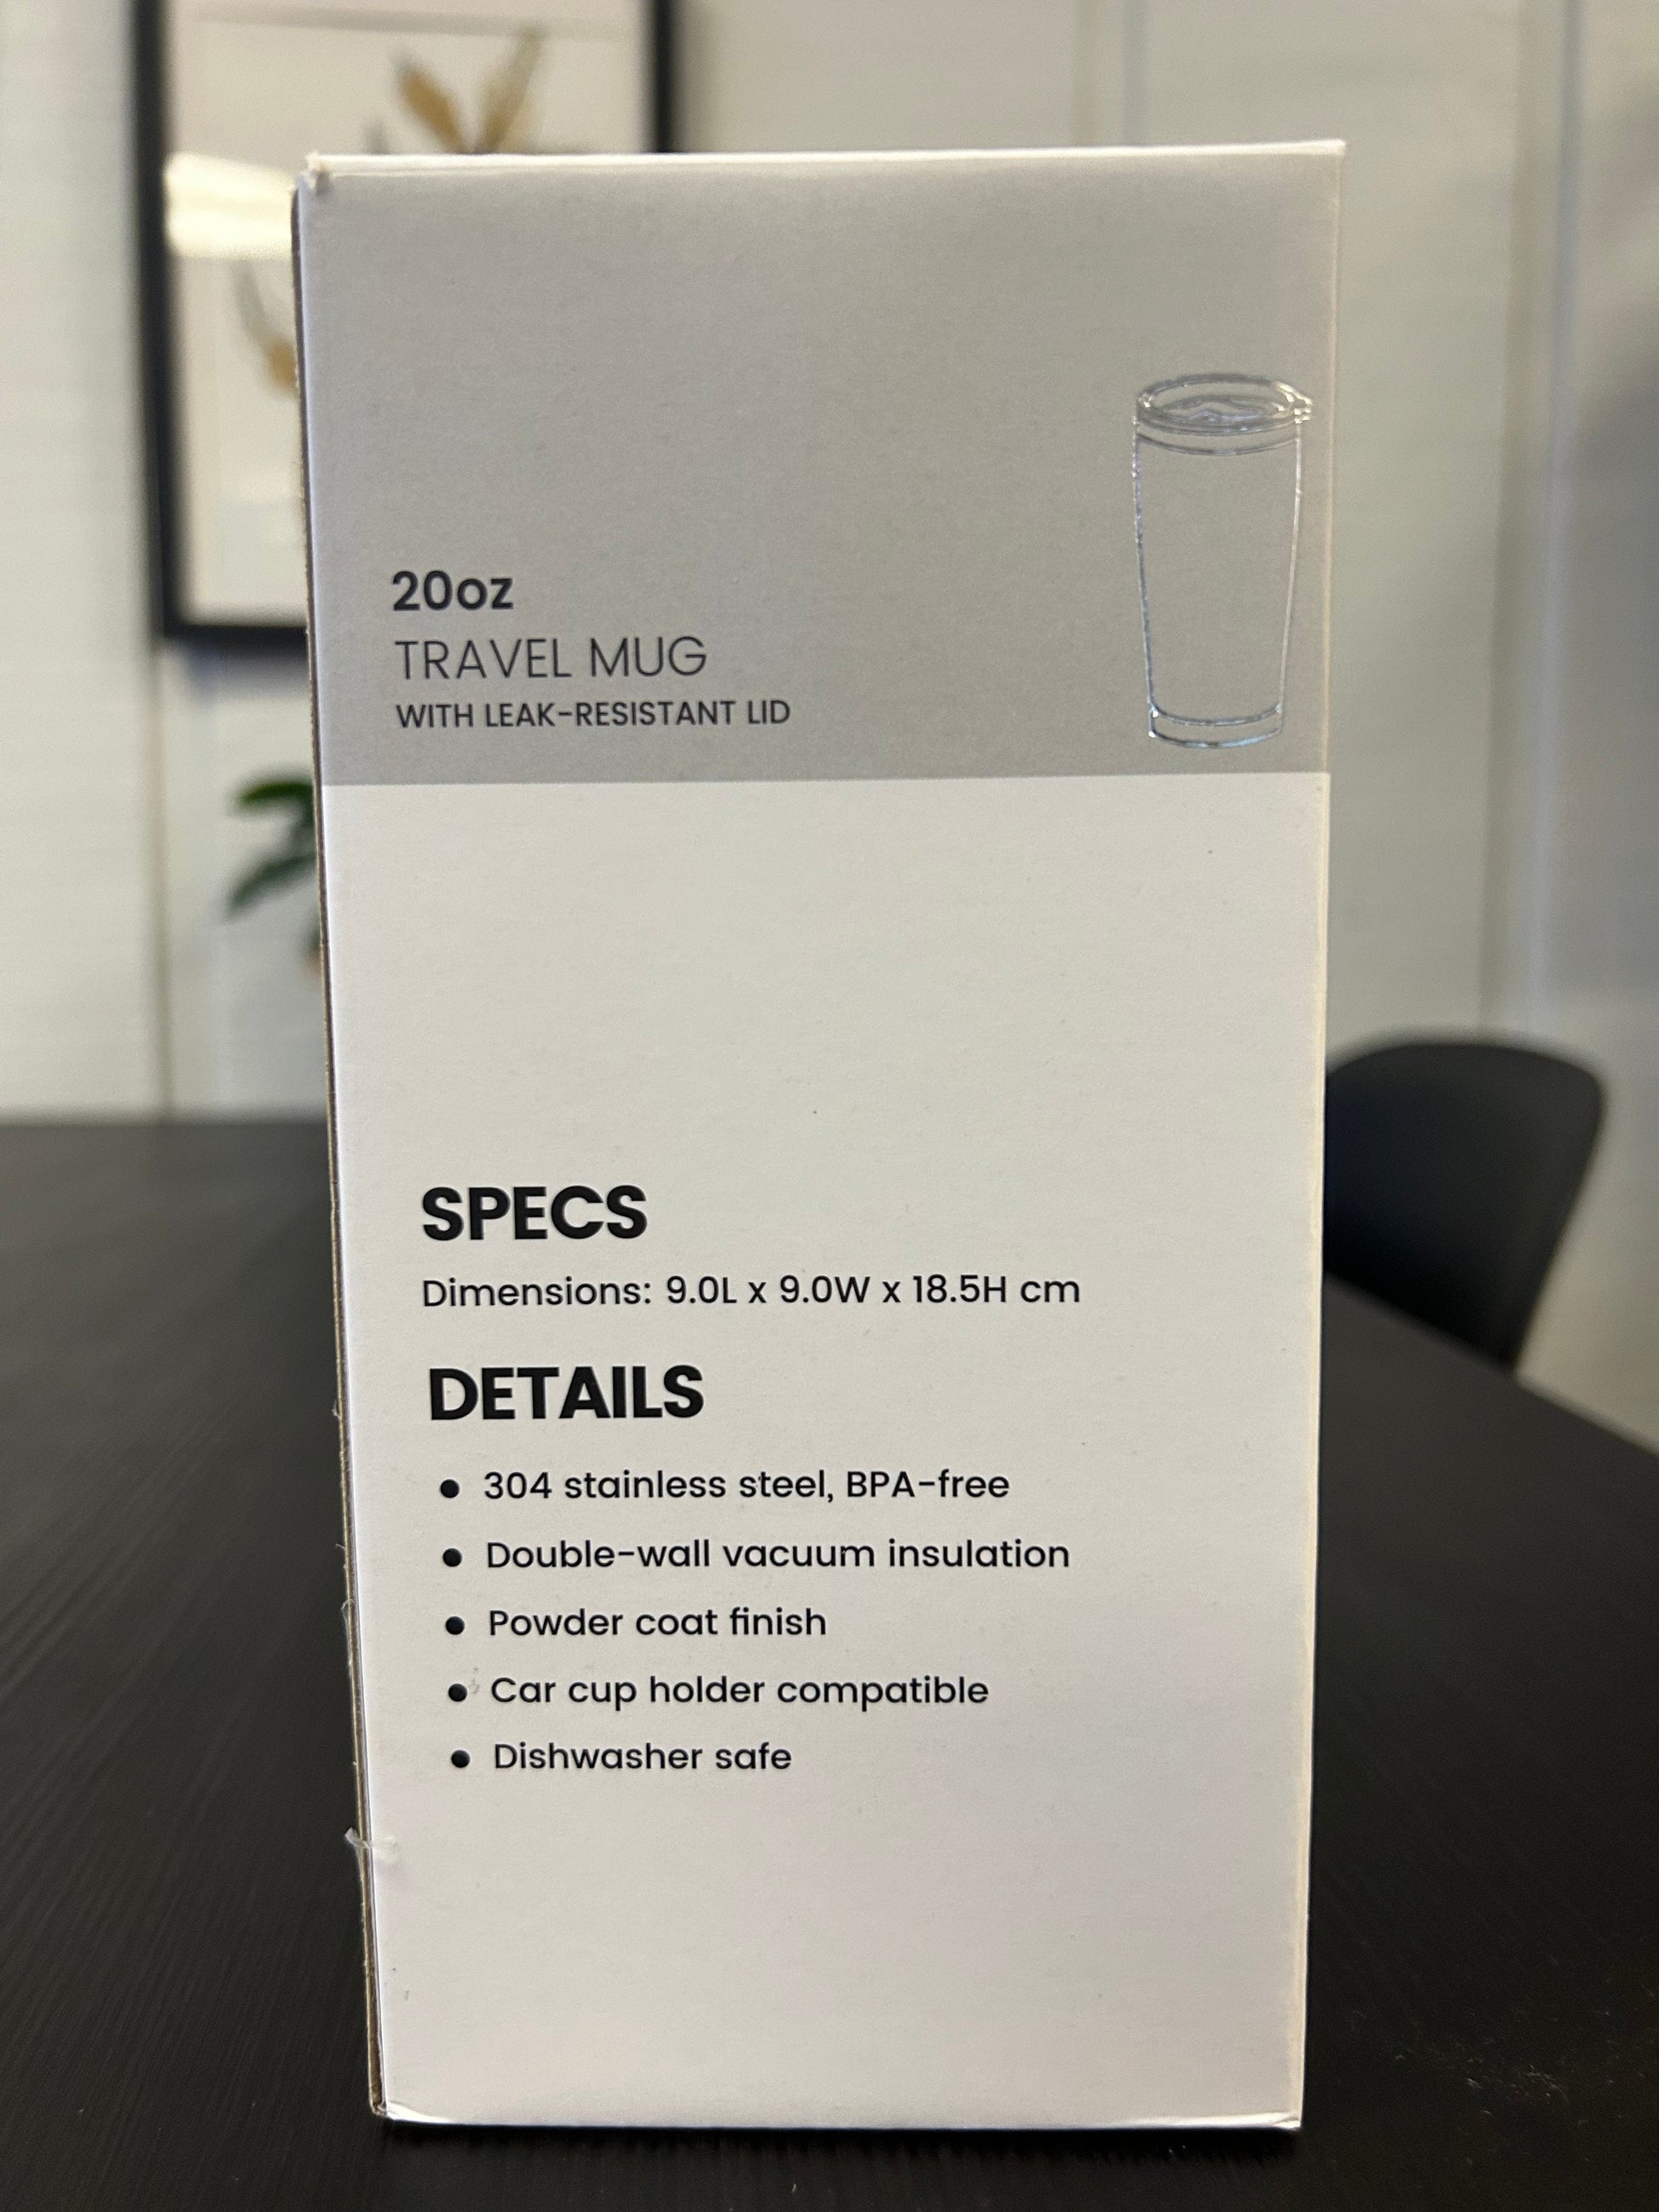 20oz
TRAVEL MUG
WITH LEAK-RESISTANT LID
SPECS
Dimensions: 9.0L x 9.0W x 18.5H cm
DETAILS
• 304 stainless steel, BPA-free
• Double-wall vacuum insulation
• Powder coat finish
• Car cup holder compatible
• Dishwasher safe